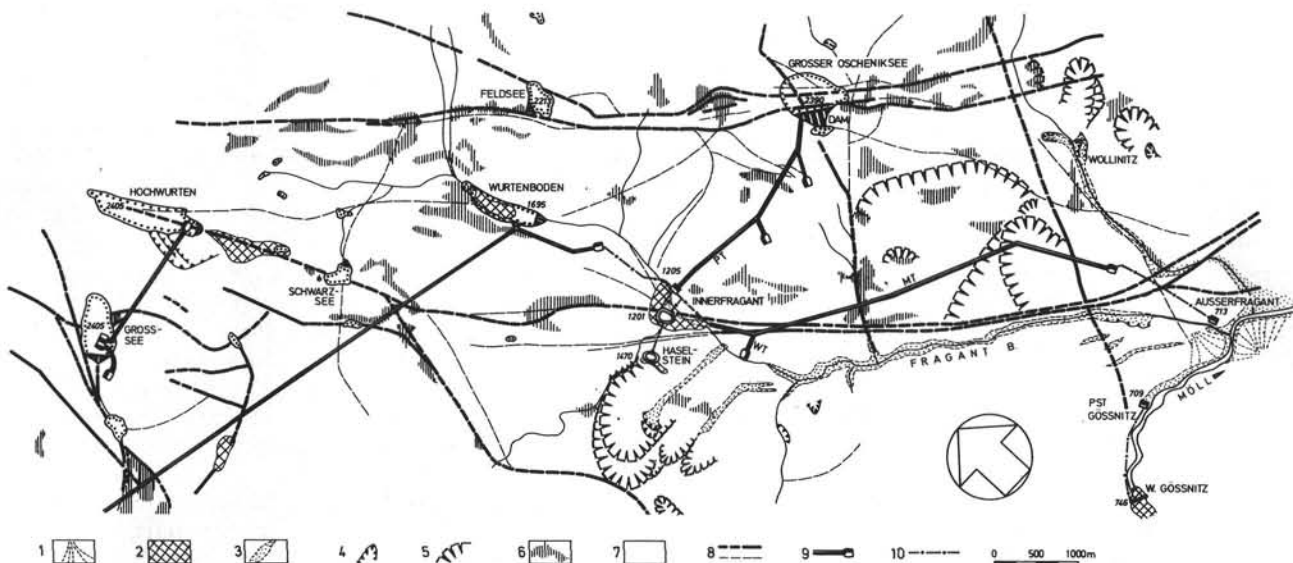 GROSSER OSCHENIKSEE
FELDSEE
2390
DAM
WOLLINITZ
HOCHWURTEN
2405
WURTENBODEN
1695
SCHWARZ-
SEE
1205
PT
INNERFRAGANT
1201
MT
AUSSERFRAGANT
713
2405
GROSS-
SEE
1470
HASEL-
STEIN
WT
FRAGANT B.
MÖLL
709
PST
GÖSSNITZ
W. GÖSSNITZ
746
1 2 3 4 5 6 7 8 9 10 0 500 1000m